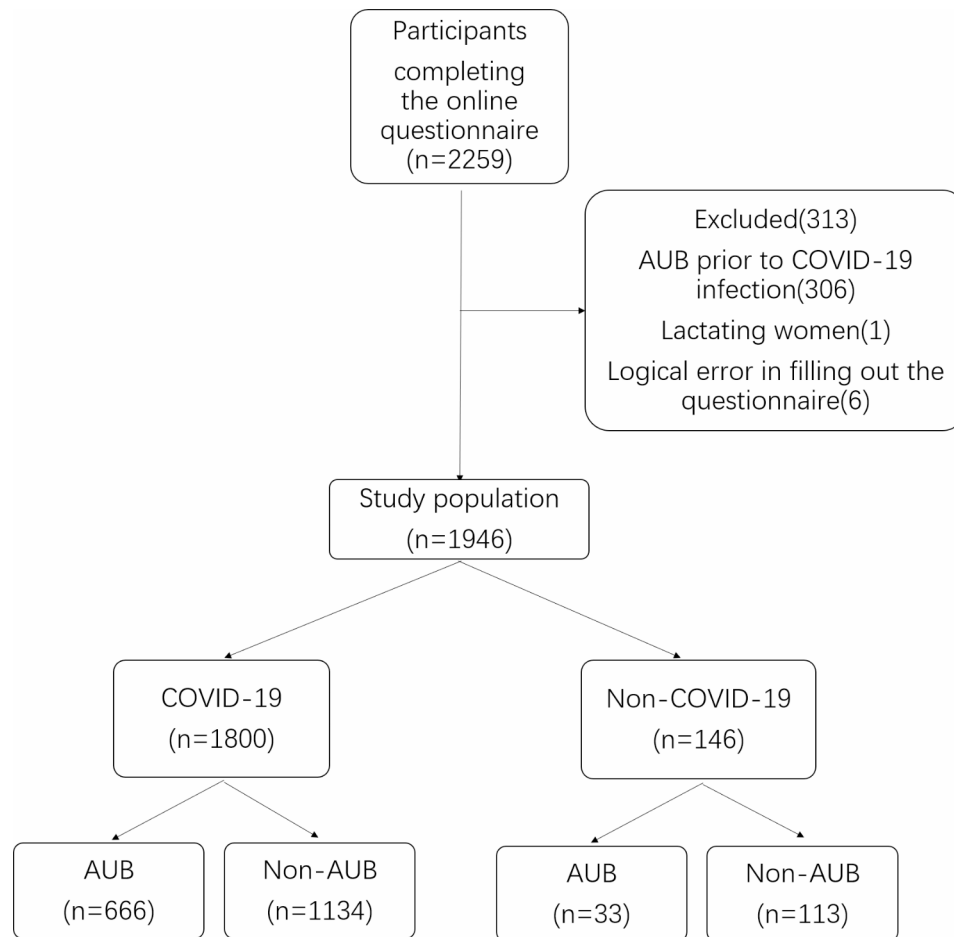 Participants
completing
the online
questionnaire
(n=2259)
Excluded(313)
AUB prior to COVID-19
infection(306)
Lactating women(1)
Logical error in filling out the
questionnaire(6)
Study population
(n=1946)
COVID-19
(n=1800)
Non-COVID-19
(n=146)
AUB
(n=666)
Non-AUB
(n=1134)
AUB
(n=33)
Non-AUB
(n=113)